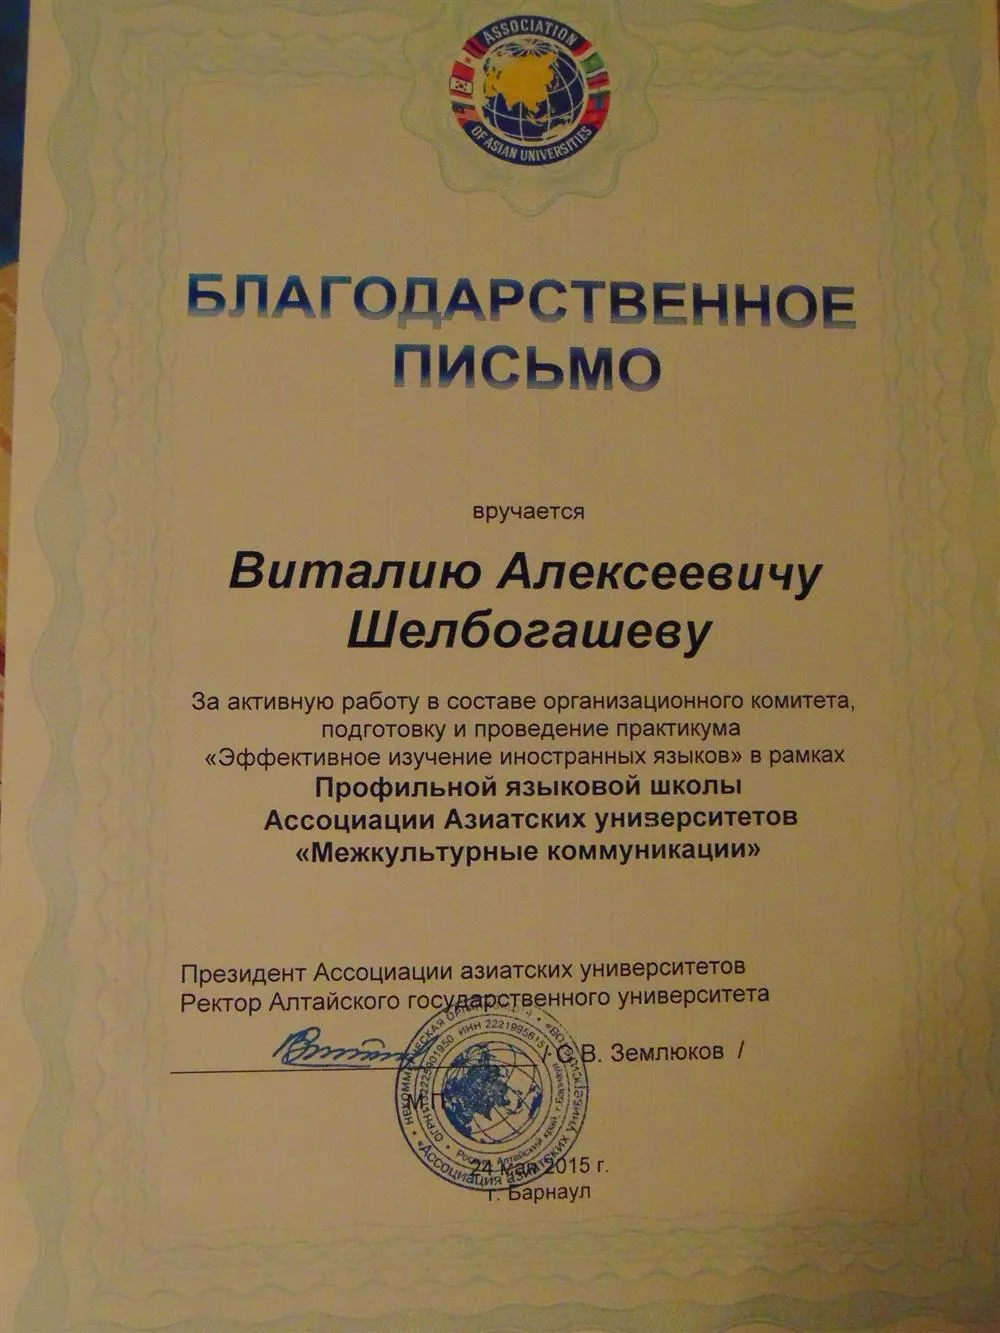 ASSOCIATION
OF ASIAN UNIVERSITIES
БЛАГОДАРСТВЕННОЕ
ПИСЬМО
вручается
Виталию Алексеевичу
Шелбогашеву
За активную работу в составе организационного комитета,
подготовку и проведение практикума
«Эффективное изучение иностранных языков» в рамках
Профильной языковой школы
Ассоциации Азиатских университетов
«Межкультурные коммуникации»
Президент Ассоциации азиатских университетов
Ректор Алтайского государственного университета
/ С.В. Землюков /
М.П.
«Ассоциация азиатских
24 мая 2015 г.
г. Барнаул